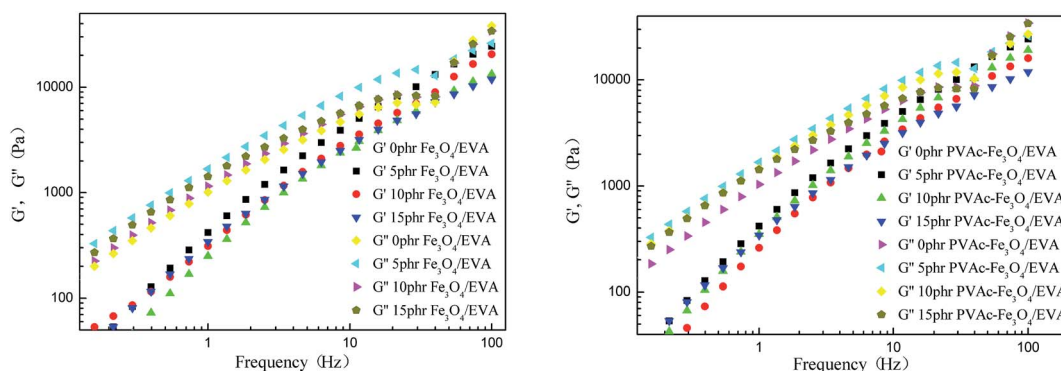 G', G'' (Pa)
10000
1000
100
1
10
100
Frequency (Hz)
G' 0phr Fe₃O₄/EVA
G' 5phr Fe₃O₄/EVA
G' 10phr Fe₃O₄/EVA
G' 15phr Fe₃O₄/EVA
G'' 0phr Fe₃O₄/EVA
G'' 5phr Fe₃O₄/EVA
G'' 10phr Fe₃O₄/EVA
G'' 15phr Fe₃O₄/EVA
G', G'' (Pa)
10000
1000
100
1
10
100
Frequency (Hz)
G' 0phr PVAc-Fe₃O₄/EVA
G' 5phr PVAc-Fe₃O₄/EVA
G' 10phr PVAc-Fe₃O₄/EVA
G' 15phr PVAc-Fe₃O₄/EVA
G'' 0phr PVAc-Fe₃O₄/EVA
G'' 5phr PVAc-Fe₃O₄/EVA
G'' 10phr PVAc-Fe₃O₄/EVA
G'' 15phr PVAc-Fe₃O₄/EVA